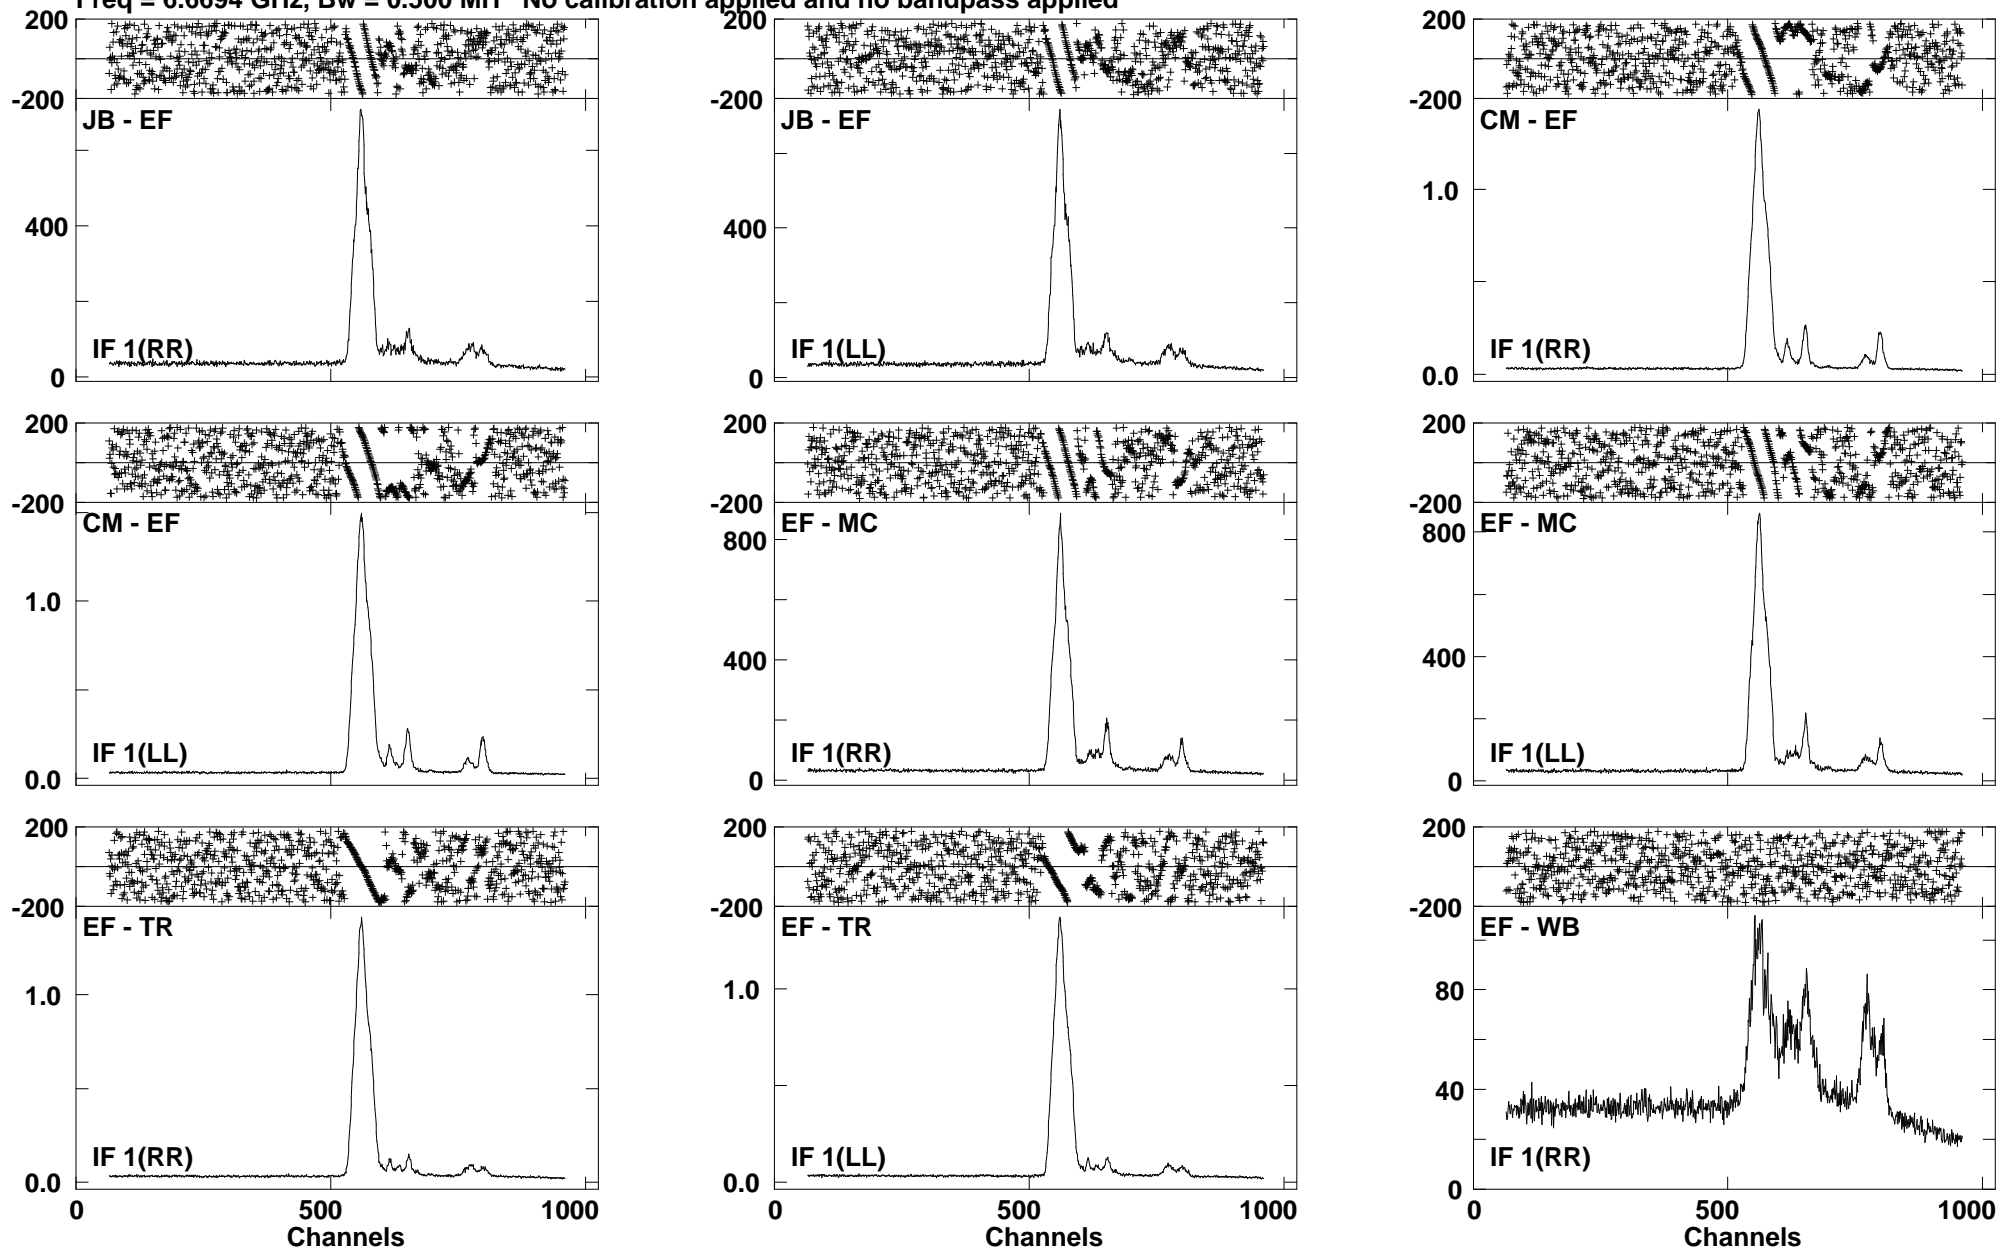 Freq = 6.6694 GHz, Bw = 0.500 MH No calibration applied and no bandpass applied
200
-200
JB - EF
400
IF 1(RR)
0
200
-200
JB - EF
400
IF 1(LL)
0
200
-200
CM - EF
1.0
IF 1(RR)
0.0
200
-200
CM - EF
1.0
IF 1(LL)
0.0
200
-200
EF - MC
800
400
IF 1(RR)
0
200
-200
EF - MC
800
400
IF 1(LL)
0
200
-200
EF - TR
1.0
IF 1(RR)
0.0
0 500 1000
Channels
200
-200
EF - TR
1.0
IF 1(LL)
0.0
0 500 1000
Channels
200
-200
EF - WB
80
40
IF 1(RR)
0
0 500 1000
Channels